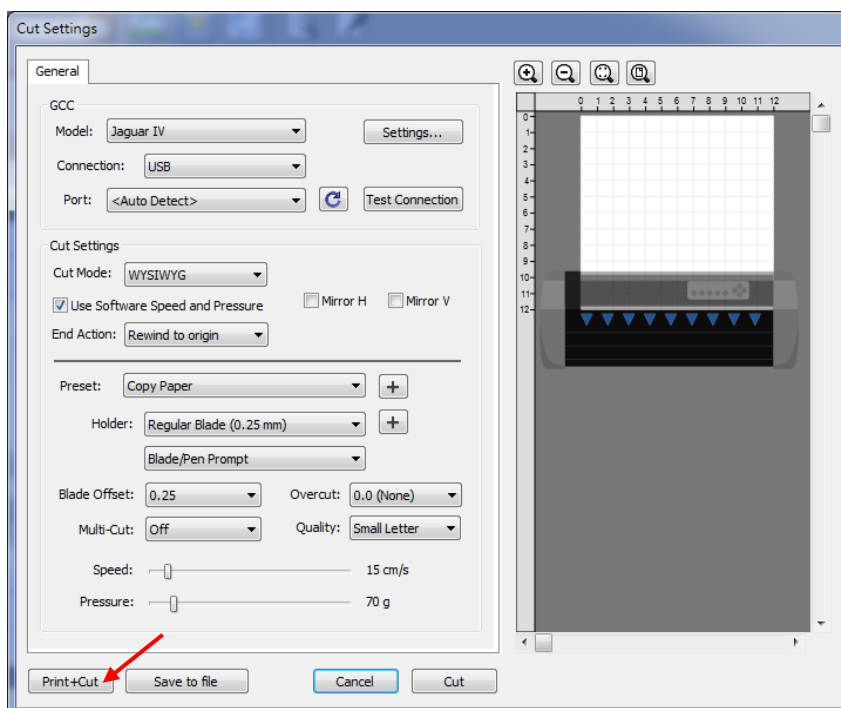 Cut Settings
General
GCC
Model: Jaguar IV Settings...
Connection: USB
Port: <Auto Detect> Test Connection
Cut Settings
Cut Mode: WYSIWYG
Use Software Speed and Pressure Mirror H Mirror V
End Action: Rewind to origin
Preset: Copy Paper +
Holder: Regular Blade (0.25 mm) +
Blade/Pen Prompt
Blade Offset: 0.25 Overcut: 0.0 (None)
Multi-Cut: Off Quality: Small Letter
Speed: 15 cm/s
Pressure: 70 g
Print+Cut Save to file Cancel Cut
0 1 2 3 4 5 6 7 8 9 10 11 12
0
1
2
3
4
5
6
7
8
9
10
11
12